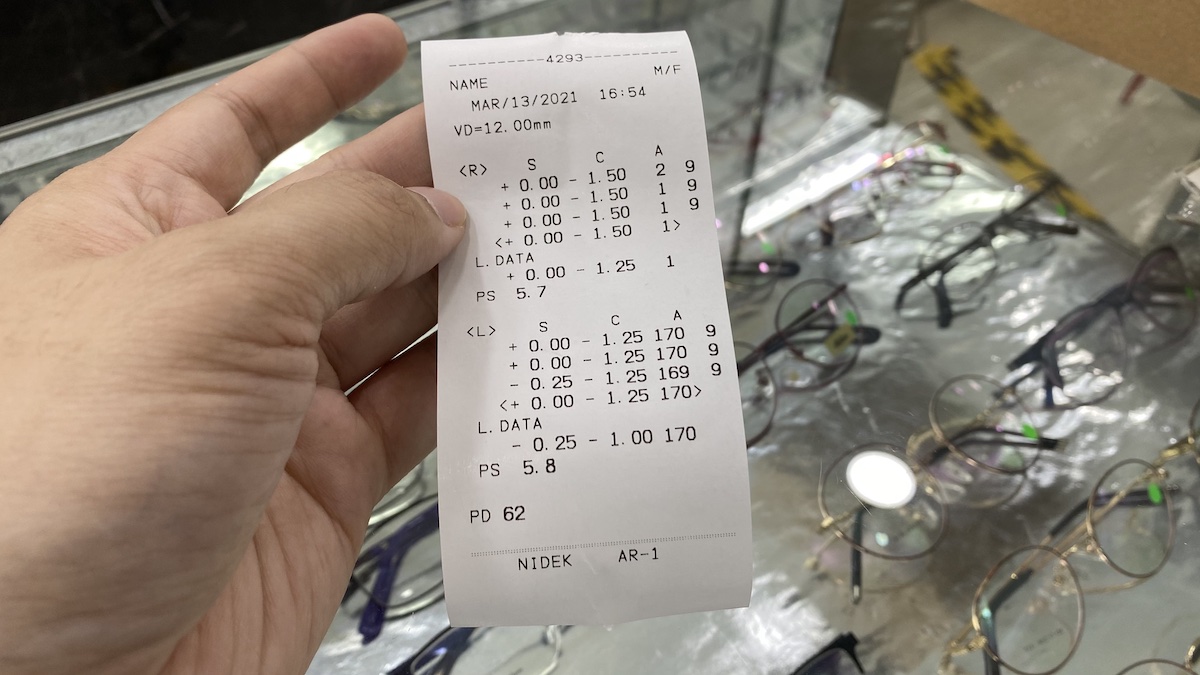 ----------4293----------
NAME M/F
MAR/13/2021 16:54
VD=12.00mm
<R> S C A
+ 0.00 - 1.50 2 9
+ 0.00 - 1.50 1 9
+ 0.00 - 1.50 1 9
<+ 0.00 - 1.50 1>
L.DATA
+ 0.00 - 1.25 1
PS 5.7
<L> S C A
+ 0.00 - 1.25 170 9
+ 0.00 - 1.25 170 9
- 0.25 - 1.25 169 9
<+ 0.00 - 1.25 170>
L.DATA
- 0.25 - 1.00 170
PS 5.8
PD 62
NIDEK AR-1